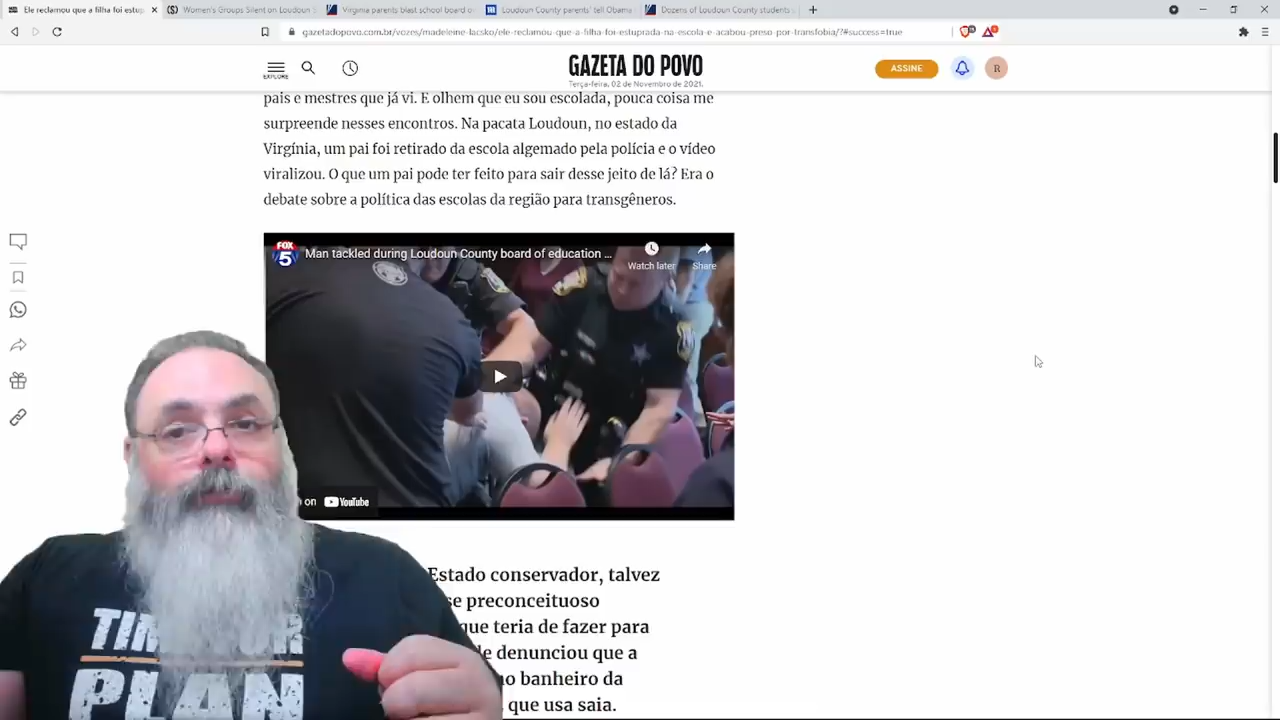 Ele reclamou que a filha foi estup
Women's Groups Silent on Loudoun
Virginia parents blast school board o
Loudoun County parents' tell Obama
Dozens of Loudoun County students
gazetadopovo.com.br/vozes/madeleine-lacsko/ele-reclamou-que-a-filha-foi-estuprada-na-escola-e-acabou-preso-por-transfobia/?#success=true
EXPLORE
GAZETA DO POVO
Terça-feira, 02 de Novembro de 2021.
ASSINE
R
pais e mestres que já vi. E olhem que eu sou escolada, pouca coisa me
surpreende nesses encontros. Na pacata Loudoun, no estado da
Virgínia, um pai foi retirado da escola algemado pela polícia e o vídeo
viralizou. O que um pai pode ter feito para sair desse jeito de lá? Era o
debate sobre a política das escolas da região para transgêneros.
FOX 5
Man tackled during Loudoun County board of education ...
Watch later
Share
on YouTube
Estado conservador, talvez
se preconceituoso
que teria de fazer para
le denunciou que a
no banheiro da
que usa saia.
PLAN